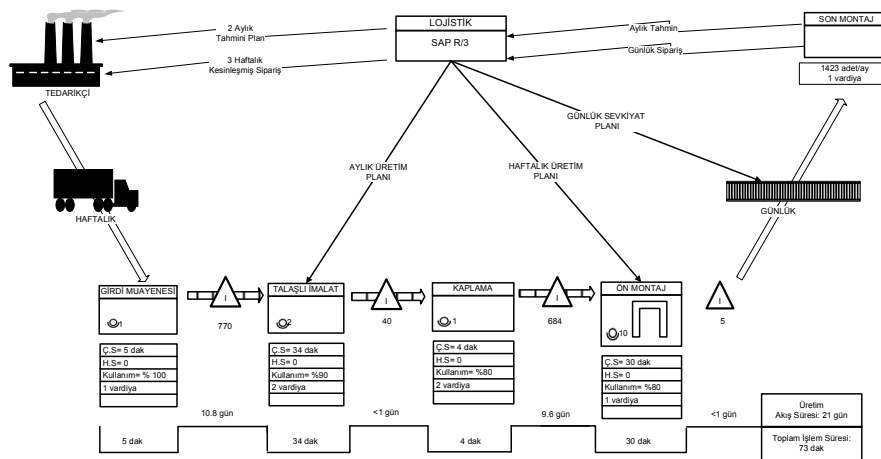 LOJİSTİK
SAP R/3
2 Aylık
Tahmini Plan
3 Haftalık
Kesinleşmiş Sipariş
Aylık Tahmin
Günlük Sipariş
SON MONTAJ
1423 adet/ay
1 vardiya
TEDARİKÇİ
HAFTALIK
AYLIK ÜRETİM
PLANI
HAFTALIK ÜRETİM
PLANI
GÜNLÜK SEVKİYAT
PLANI
GÜNLÜK
GİRDİ MUAYENESİ
1
I
770
TALAŞLI İMALAT
2
I
40
KAPLAMA
1
I
684
ÖN MONTAJ
10
I
5
Ç.S= 5 dak
H.S= 0
Kullanım= % 100
1 vardiya
Ç.S= 34 dak
H.S= 0
Kullanım= %90
2 vardiya
Ç.S= 4 dak
H.S= 0
Kullanım= %80
2 vardiya
Ç.S= 30 dak
H.S= 0
Kullanım= %80
1 vardiya
5 dak
10.8 gün
34 dak
<1 gün
4 dak
9.6 gün
30 dak
<1 gün
Üretim
Akış Süresi: 21 gün
Toplam İşlem Süresi:
73 dak